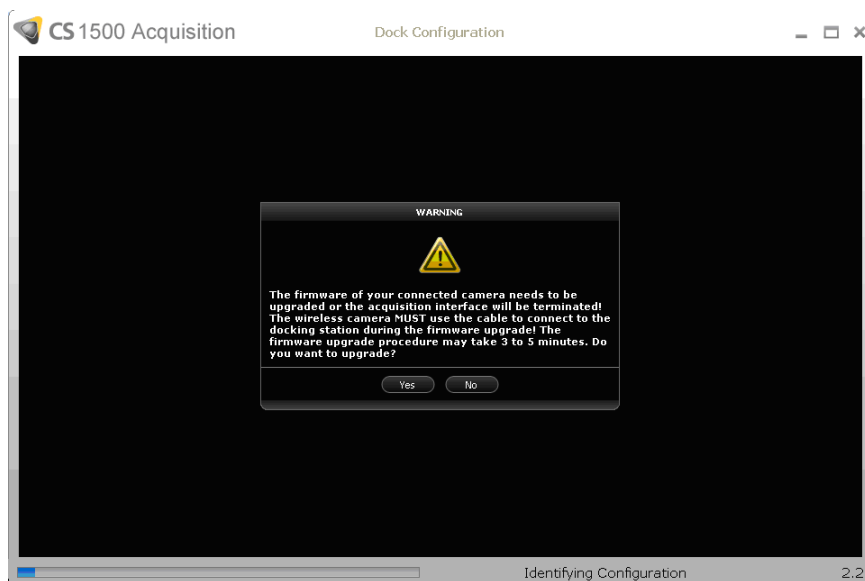 CS 1500 Acquisition
Dock Configuration
WARNING
The firmware of your connected camera needs to be
upgraded or the acquisition interface will be terminated!
The wireless camera MUST use the cable to connect to the
docking station during the firmware upgrade! The
firmware upgrade procedure may take 3 to 5 minutes. Do
you want to upgrade?
Yes No
Identifying Configuration 2.2